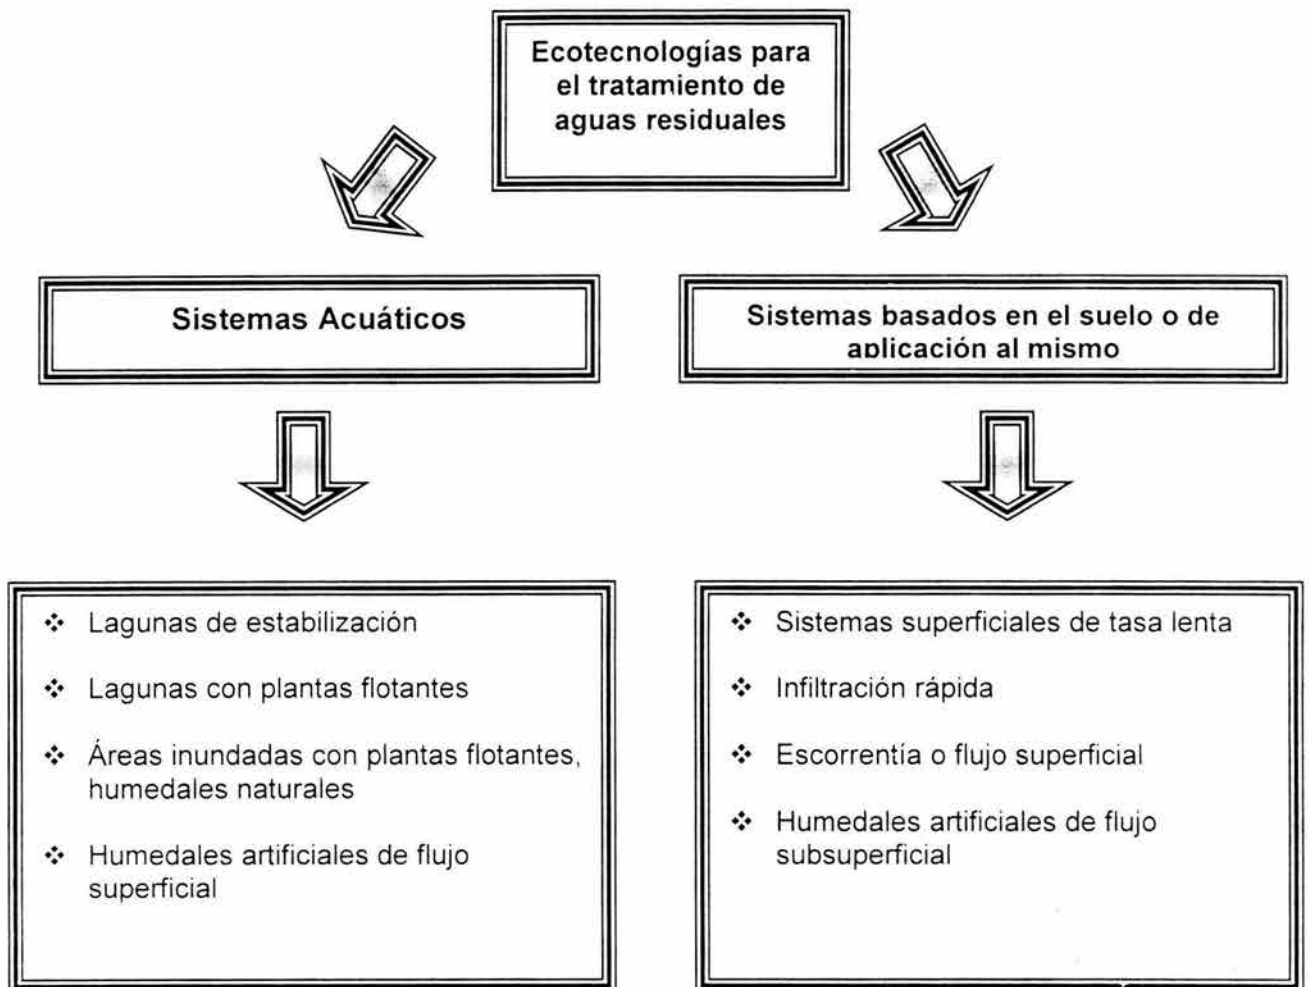 Ecotecnologías para
el tratamiento de
aguas residuales
Sistemas Acuáticos
Sistemas basados en el suelo o de
aplicación al mismo
❖ Lagunas de estabilización
❖ Lagunas con plantas flotantes
❖ Áreas inundadas con plantas flotantes,
humedales naturales
❖ Humedales artificiales de flujo
superficial
❖ Sistemas superficiales de tasa lenta
❖ Infiltración rápida
❖ Escorrentía o flujo superficial
❖ Humedales artificiales de flujo
subsuperficial